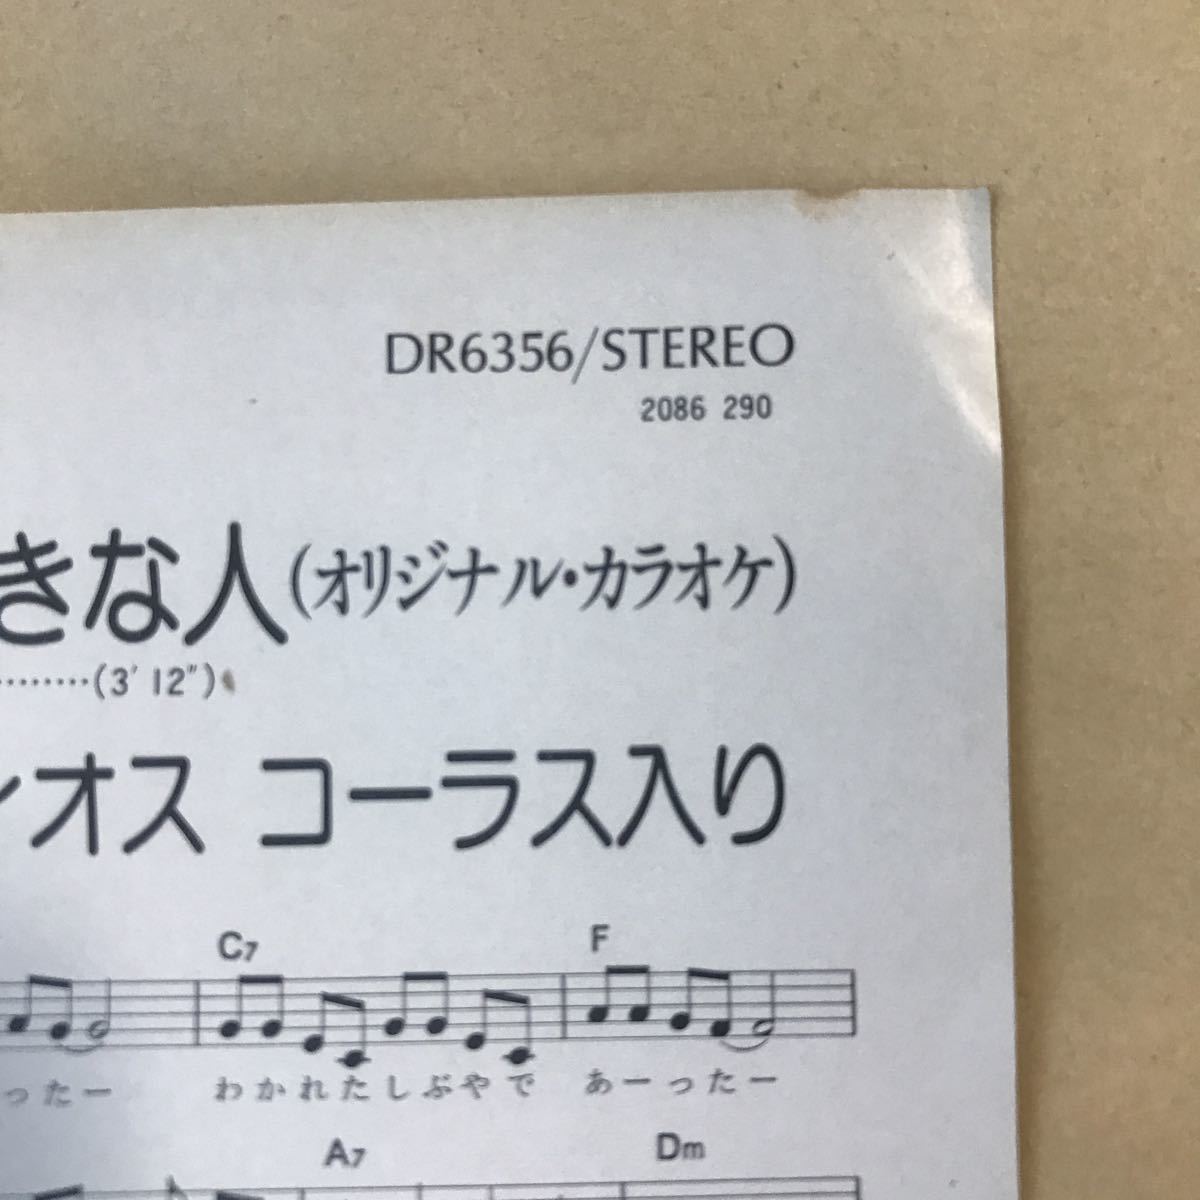 DR6356/STEREO
2086 290
きな人(オリジナル・カラオケ)
………(3′12″)
オス コーラス入り
C7 F
ったー わかれたしぶやで あーったー
A7 Dm